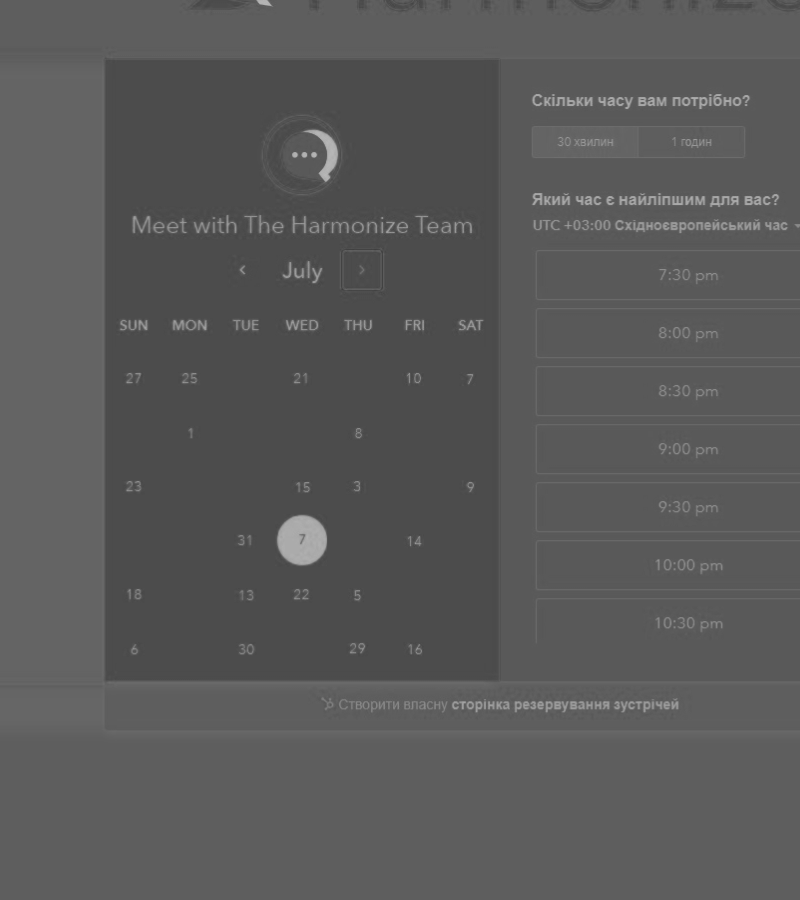 Meet with The Harmonize Team
July
SUN MON TUE WED THU FRI SAT
27 25 21 10 7
1 8
23 15 3 9
31 7 14
18 13 22 5
6 30 29 16
Скільки часу вам потрібно?
30 хвилин 1 годин
Який час є найліпшим для вас?
UTC +03:00 Східноєвропейський час
7:30 pm
8:00 pm
8:30 pm
9:00 pm
9:30 pm
10:00 pm
10:30 pm
Створити власну сторінка резервування зустрічей